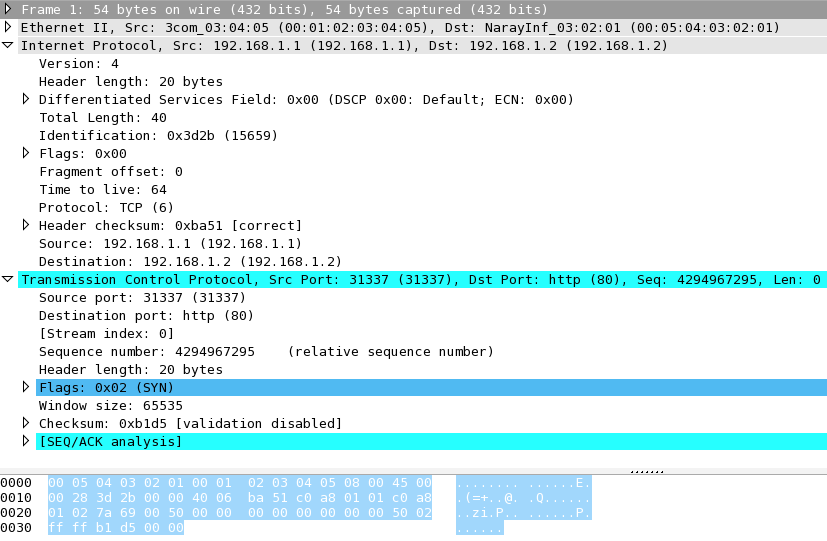 Frame 1: 54 bytes on wire (432 bits), 54 bytes captured (432 bits)
Ethernet II, Src: 3com_03:04:05 (00:01:02:03:04:05), Dst: NarayInf_03:02:01 (00:05:04:03:02:01)
Internet Protocol, Src: 192.168.1.1 (192.168.1.1), Dst: 192.168.1.2 (192.168.1.2)
Version: 4
Header length: 20 bytes
Differentiated Services Field: 0x00 (DSCP 0x00: Default; ECN: 0x00)
Total Length: 40
Identification: 0x3d2b (15659)
Flags: 0x00
Fragment offset: 0
Time to live: 64
Protocol: TCP (6)
Header checksum: 0xba51 [correct]
Source: 192.168.1.1 (192.168.1.1)
Destination: 192.168.1.2 (192.168.1.2)
Transmission Control Protocol, Src Port: 31337 (31337), Dst Port: http (80), Seq: 4294967295, Len: 0
Source port: 31337 (31337)
Destination port: http (80)
[Stream index: 0]
Sequence number: 4294967295    (relative sequence number)
Header length: 20 bytes
Flags: 0x02 (SYN)
Window size: 65535
Checksum: 0xb1d5 [validation disabled]
[SEQ/ACK analysis]
0000  00 05 04 03 02 01 00 01  02 03 04 05 08 00 45 00   ........ ......E.
0010  00 28 3d 2b 00 00 40 06  ba 51 c0 a8 01 01 c0 a8   .(=+..@. .Q......
0020  01 02 7a 69 00 50 00 00  00 00 00 00 00 00 50 02   ..zi.P.. ......P.
0030  ff ff b1 d5 00 00   ......